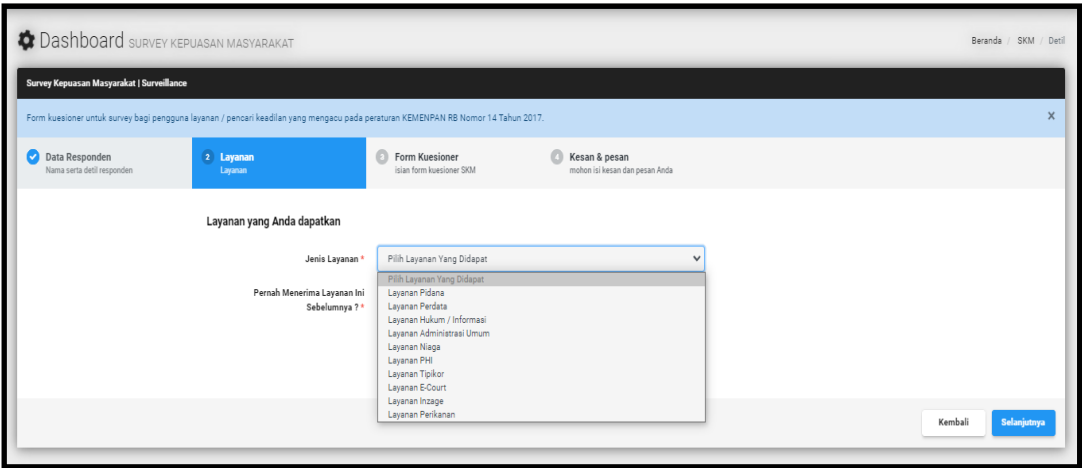 Dashboard SURVEY KEPUASAN MASYARAKAT
Beranda / SKM / Detil
Survey Kepuasan Masyarakat | Surveillance
Form kuesioner untuk survey bagi pengguna layanan / pencari keadilan yang mengacu pada peraturan KEMENPAN RB Nomor 14 Tahun 2017.
X
Data Responden
Nama serta detil responden
2 Layanan
Layanan
3 Form Kuesioner
isian form kuesioner SKM
4 Kesan & pesan
mohon isi kesan dan pesan Anda
Layanan yang Anda dapatkan
Jenis Layanan *
Pilih Layanan Yang Didapat
Pernah Menerima Layanan Ini
Sebelumnya ? *
Pilih Layanan Yang Didapat
Layanan Pidana
Layanan Perdata
Layanan Hukum / Informasi
Layanan Administrasi Umum
Layanan Niaga
Layanan PHI
Layanan Tipikor
Layanan E-Court
Layanan Inzage
Layanan Perikanan
Kembali
Selanjutnya